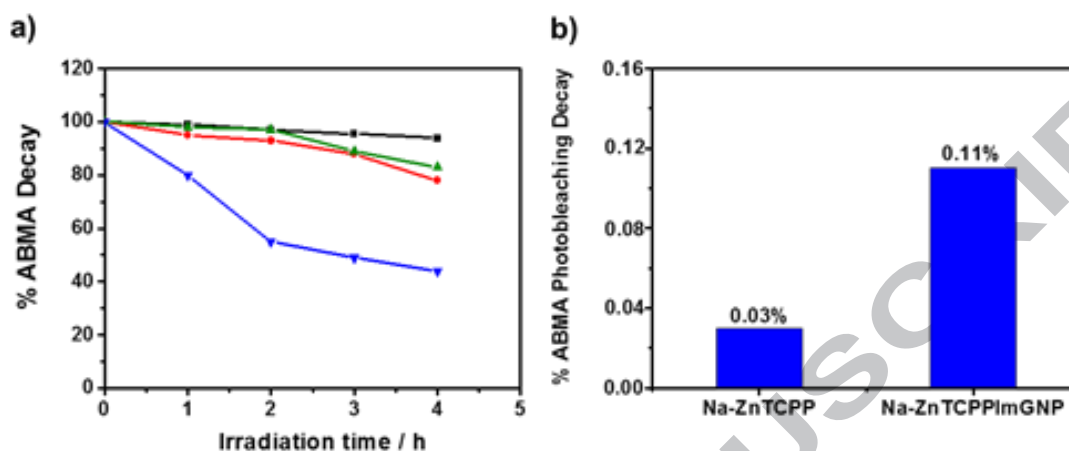 a)
% ABMA Decay
120
100
80
60
40
20
0
0 1 2 3 4 5
Irradiation time / h
b)
% ABMA Photobleaching Decay
0.16
0.12
0.08
0.04
0.00
0.03%
0.11%
Na-ZnTCPP Na-ZnTCPPImGNP